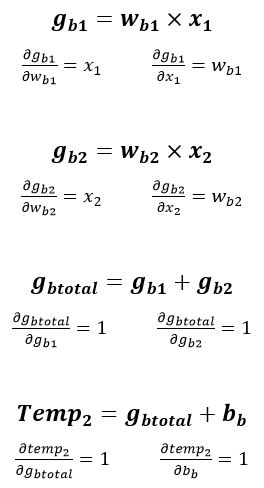 g_b1 = w_b1 × x_1
∂g_b1/∂w_b1 = x_1    ∂g_b1/∂x_1 = w_b1
g_b2 = w_b2 × x_2
∂g_b2/∂w_b2 = x_2    ∂g_b2/∂x_2 = w_b2
g_btotal = g_b1 + g_b2
∂g_btotal/∂g_b1 = 1    ∂g_btotal/∂g_b2 = 1
Temp_2 = g_btotal + b_b
∂temp_2/∂g_btotal = 1    ∂temp_2/∂b_b = 1